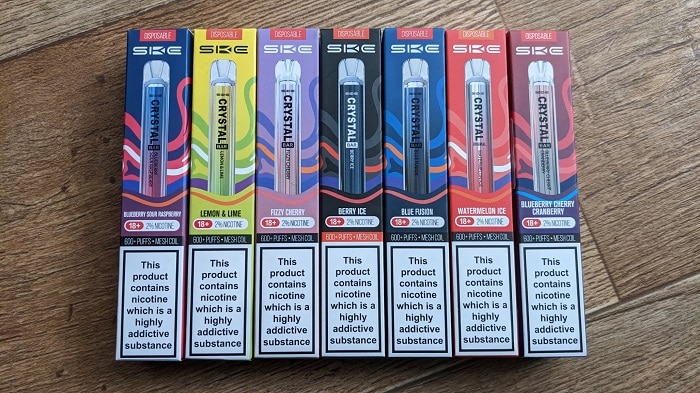 DISPOSABLE
SKE
CRYSTAL
BAR
BLUEBERRY SOUR RASPBERRY
18+ 2% NICOTINE
600+ PUFFS • MESH COIL
This
product
contains
nicotine
which is a
highly
addictive
substance
DISPOSABLE
SKE
CRYSTAL
BAR
LEMON & LIME
LEMON & LIME
18+ 2% NICOTINE
600+ PUFFS • MESH COIL
This
product
contains
nicotine
which is a
highly
addictive
substance
DISPOSABLE
SKE
CRYSTAL
BAR
FIZZY CHERRY
FIZZY CHERRY
18+ 2% NICOTINE
600+ PUFFS • MESH COIL
This
product
contains
nicotine
which is a
highly
addictive
substance
DISPOSABLE
SKE
CRYSTAL
BAR
BERRY ICE
BERRY ICE
18+ 2% NICOTINE
600+ PUFFS • MESH COIL
This
product
contains
nicotine
which is a
highly
addictive
substance
DISPOSABLE
SKE
CRYSTAL
BAR
BLUE FUSION
18+ 2% NICOTINE
600+ PUFFS • MESH COIL
This
product
contains
nicotine
which is a
highly
addictive
substance
DISPOSABLE
SKE
CRYSTAL
BAR
WATERMELON ICE
18+ 2% NICOTINE
600+ PUFFS • MESH COIL
This
product
contains
nicotine
which is a
highly
addictive
substance
DISPOSABLE
SKE
CRYSTAL
BAR
BLUEBERRY CHERRY
CRANBERRY
18+ 2% NICOTINE
600+ PUFFS • MESH COIL
This
product
contains
nicotine
which is a
highly
addictive
substance